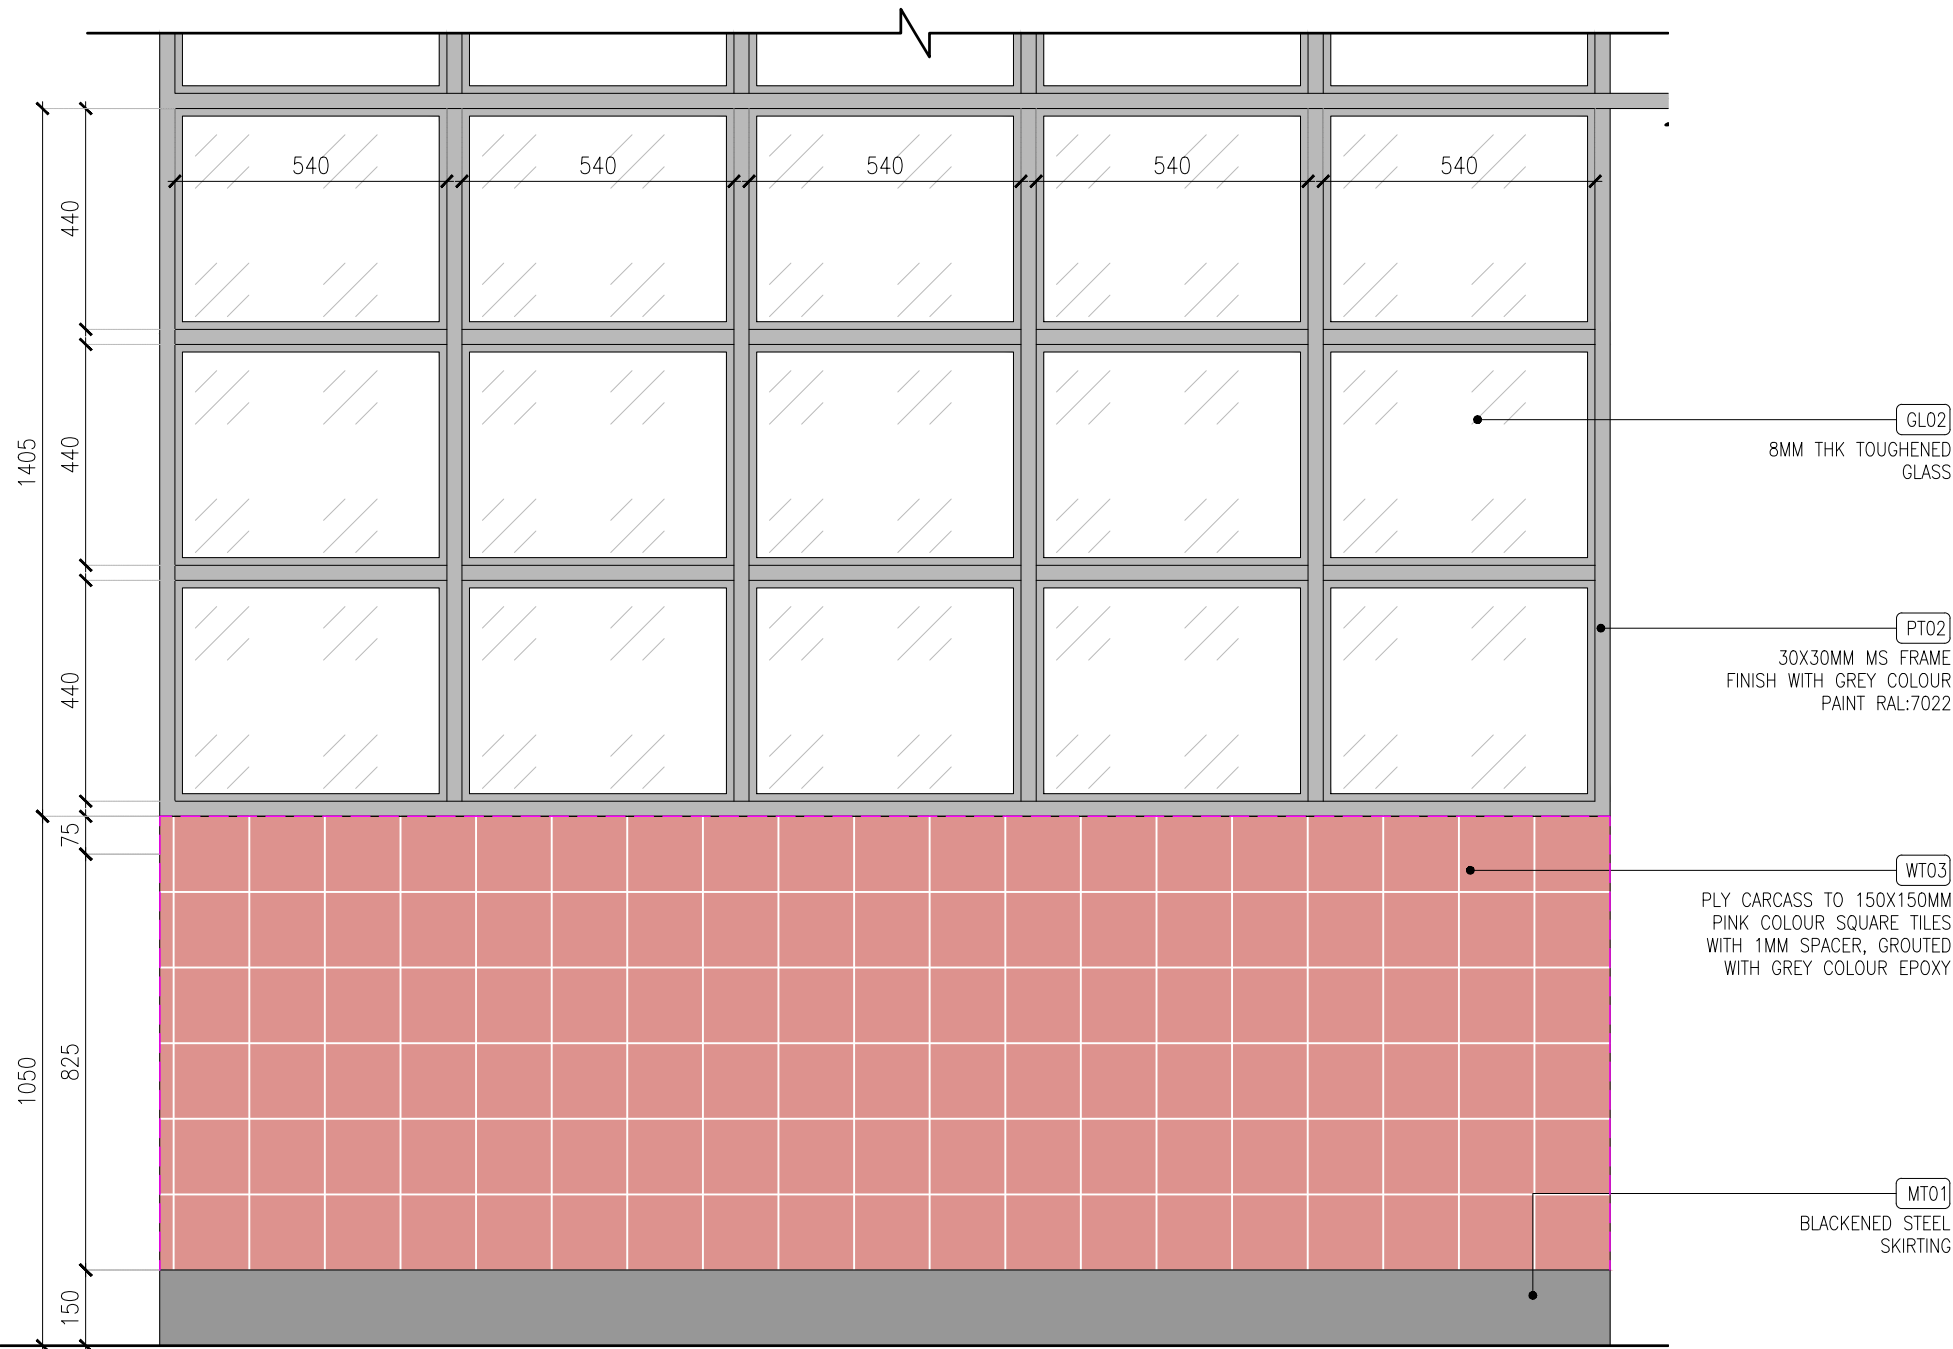 540 540 540 540 540
440
440
1405
440
75
825
1050
150
GL02
8MM THK TOUGHENED
GLASS
PT02
30X30MM MS FRAME
FINISH WITH GREY COLOUR
PAINT RAL:7022
WT03
PLY CARCASS TO 150X150MM
PINK COLOUR SQUARE TILES
WITH 1MM SPACER, GROUTED
WITH GREY COLOUR EPOXY
MT01
BLACKENED STEEL
SKIRTING